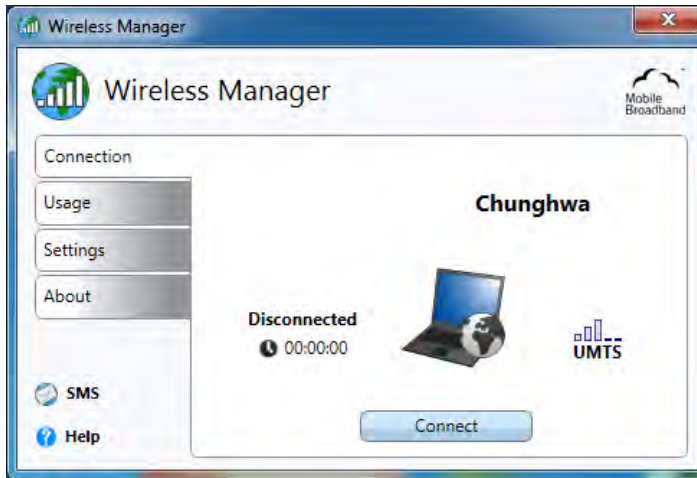 Wireless Manager
Wireless Manager
Mobile
Broadband
Connection
Usage
Settings
About
SMS
Help
Chunghwa
Disconnected
00:00:00
UMTS
Connect